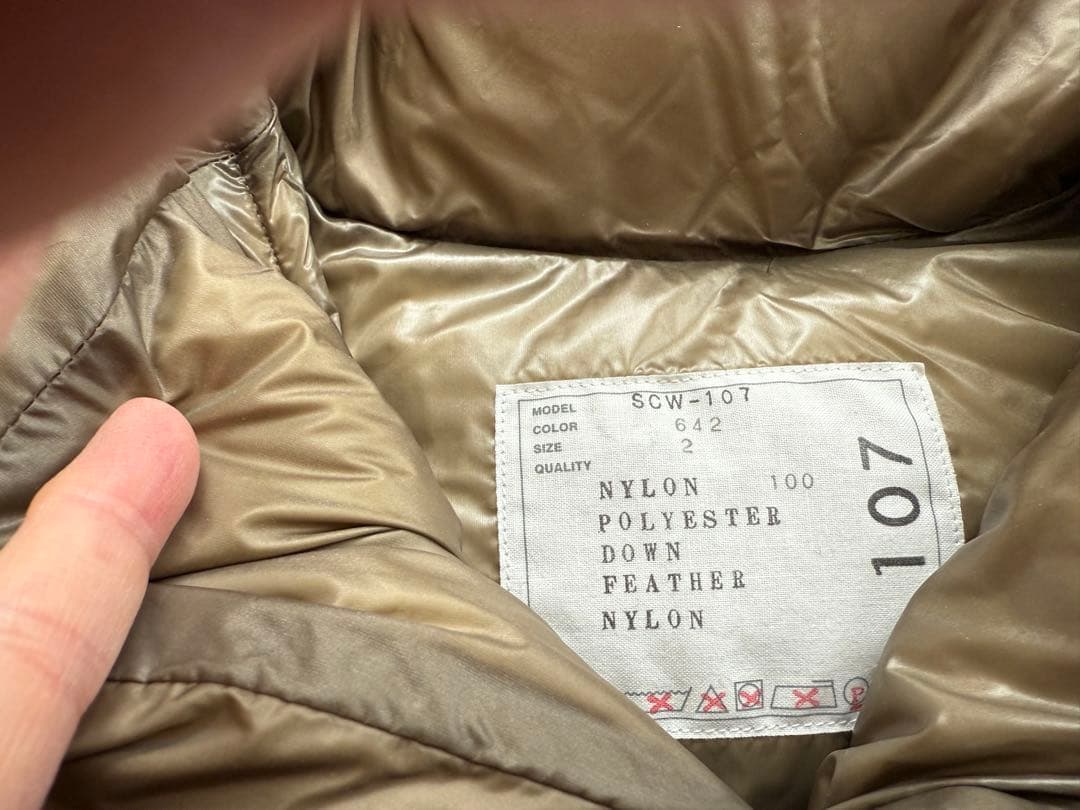 MODEL SCW-107
COLOR 642
SIZE 2
QUALITY
NYLON 100
POLYESTER
DOWN
FEATHER
NYLON
107
P